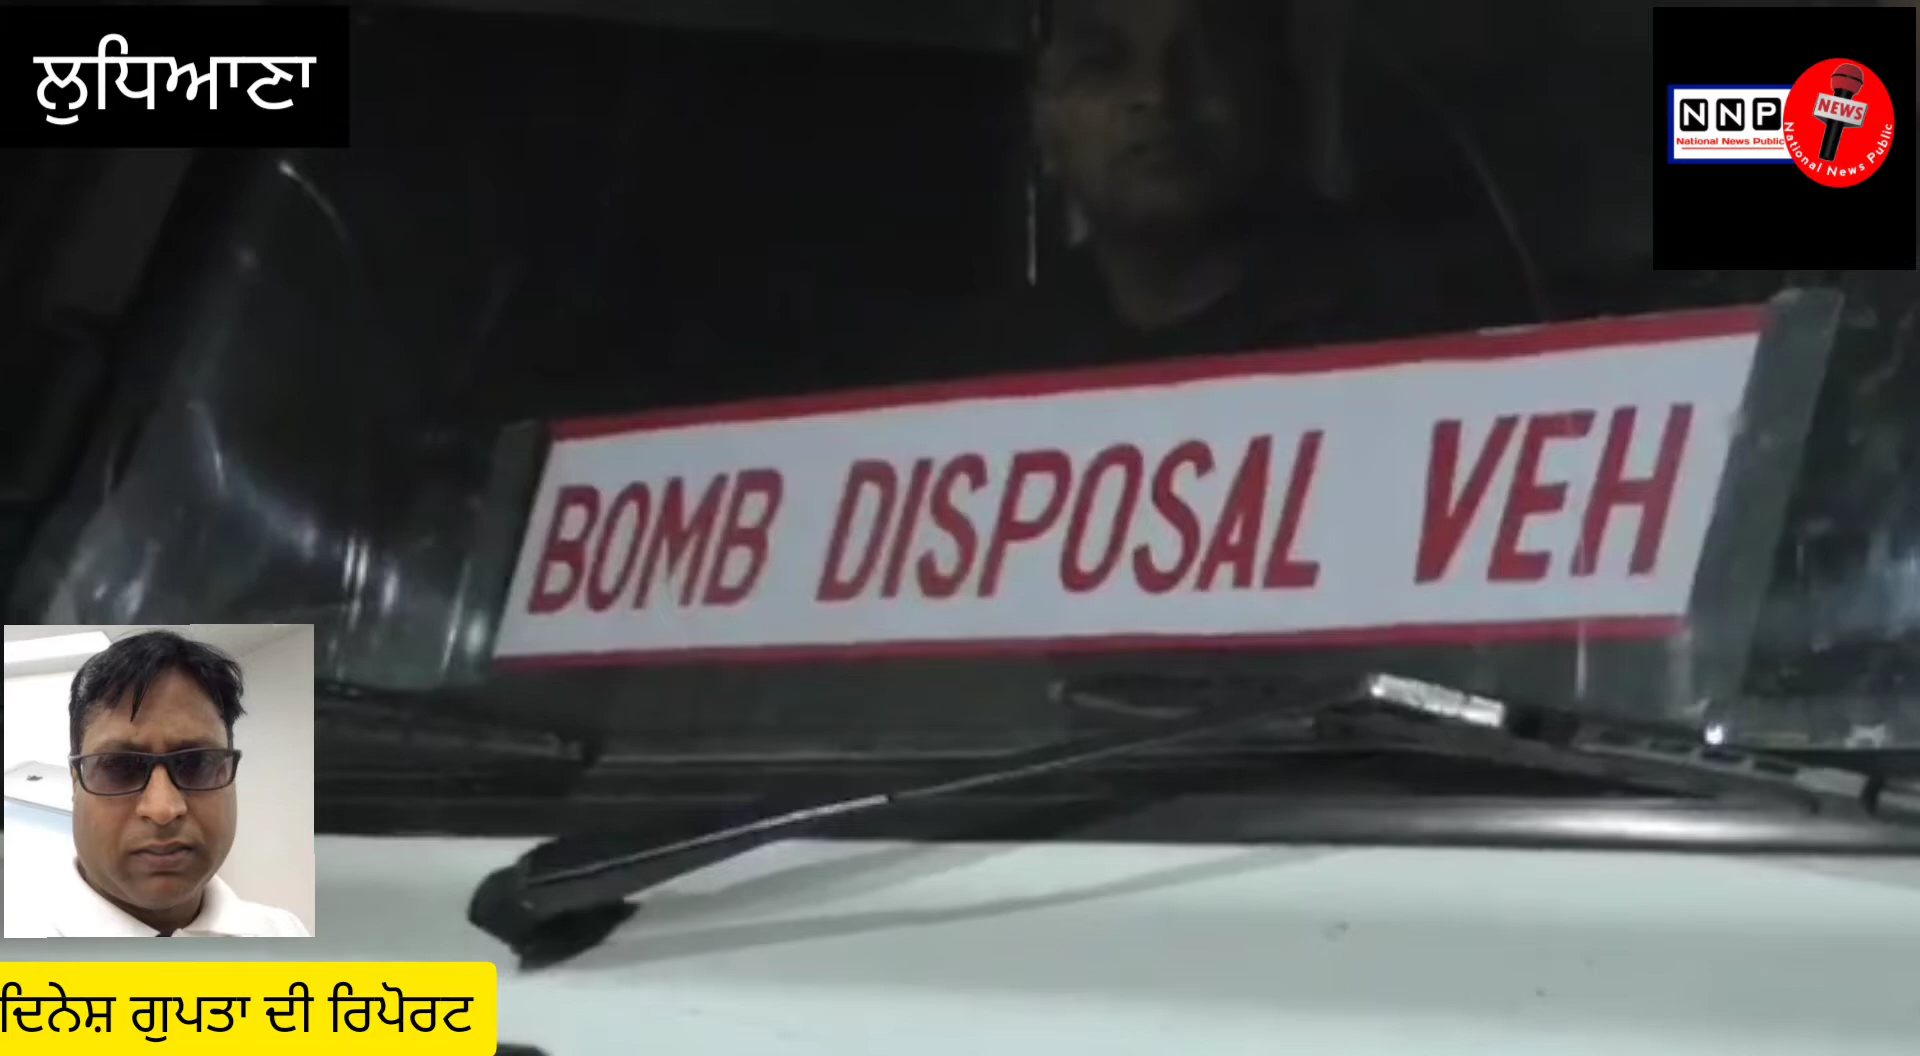 ਲੁਧਿਆਣਾ
NNP
National News Public
NEWS
National News Public
BOMB DISPOSAL VEH
ਦਿਨੇਸ਼ ਗੁਪਤਾ ਦੀ ਰਿਪੋਰਟ